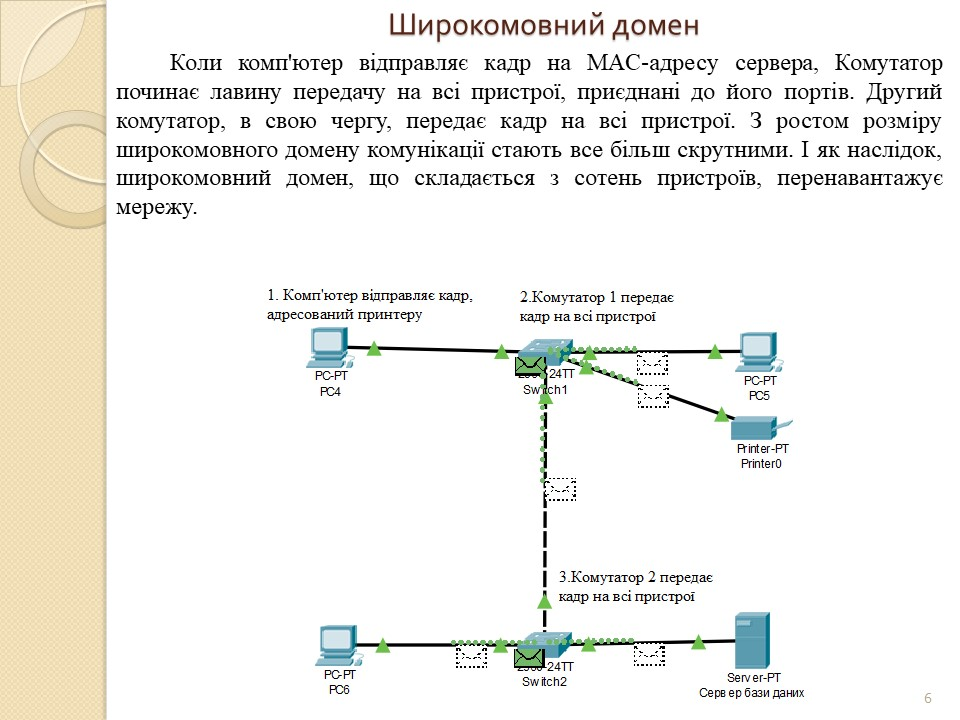 Широкомовний домен
Коли комп'ютер відправляє кадр на MAC-адресу сервера, Комутатор
починає лавину передачу на всі пристрої, приєднані до його портів. Другий
комутатор, в свою чергу, передає кадр на всі пристрої. З ростом розміру
широкомовного домену комунікації стають все більш скрутними. І як наслідок,
широкомовний домен, що складається з сотень пристроїв, перенавантажує
мережу.
1. Комп'ютер відправляє кадр,
адресований принтеру
2.Комутатор 1 передає
кадр на всі пристрої
PC-PT
PC4
24TT
Switch1
PC-PT
PC5
Printer-PT
Printer0
3.Комутатор 2 передає
кадр на всі пристрої
PC-PT
PC6
2960-24TT
Switch2
Server-PT
Сервер бази даних
6